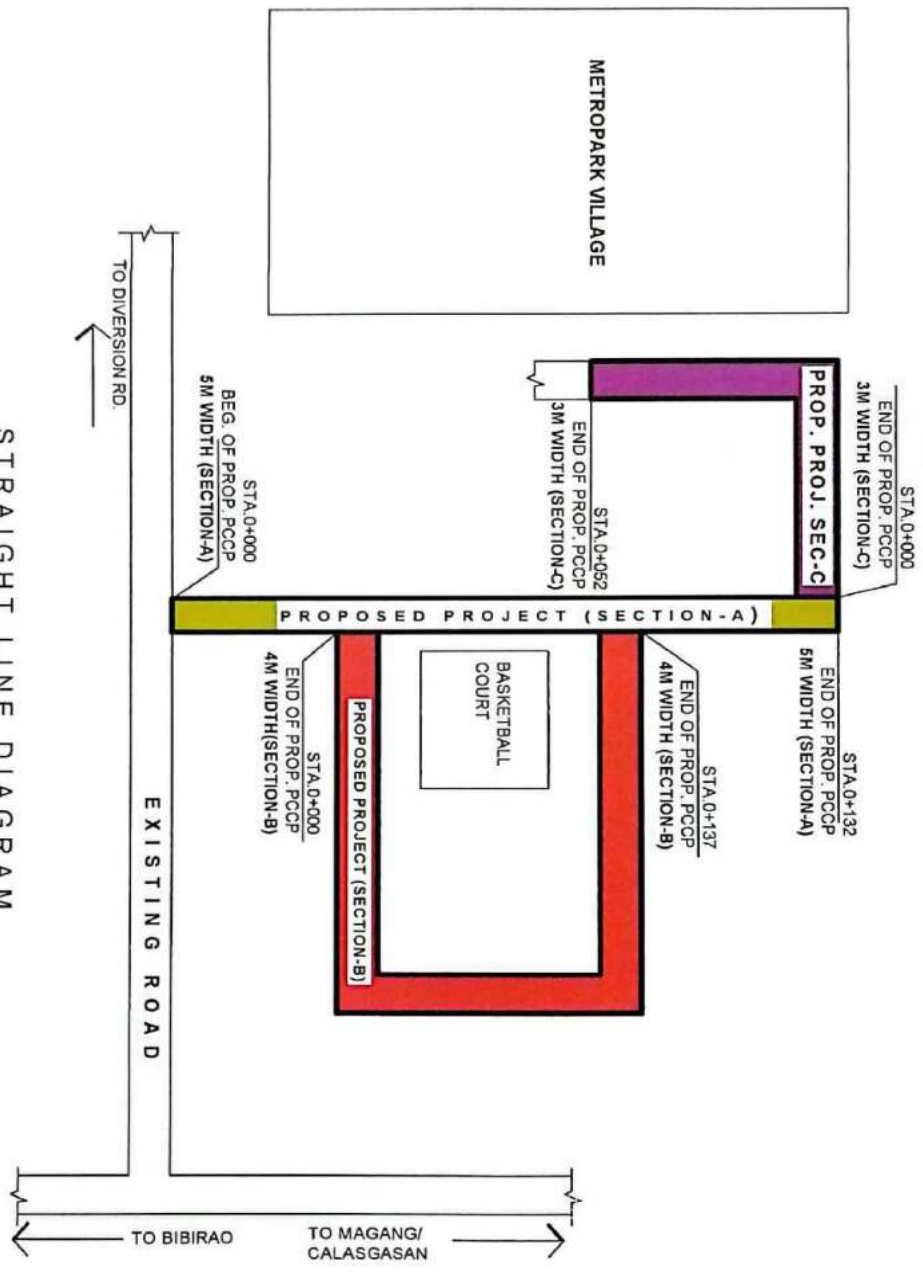 METROPARK VILLAGE
STA.0+000
END OF PROP. PCCP
3M WIDTH (SECTION-C)
PROP. PROJ. SEC-C
STA.0+052
END OF PROP. PCCP
3M WIDTH (SECTION-C)
STA.0+132
END OF PROP. PCCP
5M WIDTH (SECTION-A)
PROPOSED PROJECT (SECTION-A)
STA.0+000
BEG. OF PROP. PCCP
5M WIDTH (SECTION-A)
STA.0+137
END OF PROP. PCCP
4M WIDTH (SECTION-B)
BASKETBALL
COURT
PROPOSED PROJECT (SECTION-B)
STA.0+000
END OF PROP. PCCP
4M WIDTH(SECTION-B)
TO DIVERSION RD.
EXISTING ROAD
TO BIBIRAO
TO MAGANG/
CALASGASAN
STRAIGHT LINE DIAGRAM